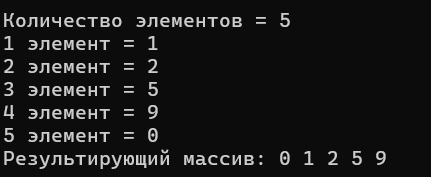 Количество элементов = 5
1 элемент = 1
2 элемент = 2
3 элемент = 5
4 элемент = 9
5 элемент = 0
Результирующий массив: 0 1 2 5 9